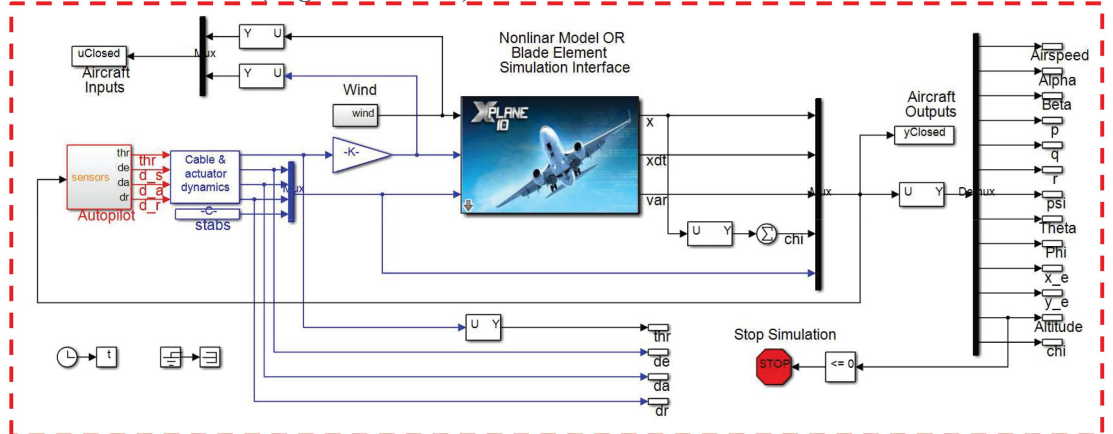 uClosed
Aircraft
Inputs
Mux
Y U
Y U
Wind
wind
-K-
Nonlinar Model OR
Blade Element
Simulation Interface
X PLANE
10
x
xdt
var
U Y
Σ
chi
Mux
Aircraft
Outputs
yClosed
U Y
Demux
Airspeed
Alpha
Beta
p
q
r
psi
Theta
Phi
x_e
y_e
Altitude
chi
sensors
thr
de
da
dr
Autopilot
thr
d_s
d_a
d_r
Cable &
actuator
dynamics
-C-
stabs
Mux
U Y
thr
de
da
dr
t
Stop Simulation
STOP
<= 0